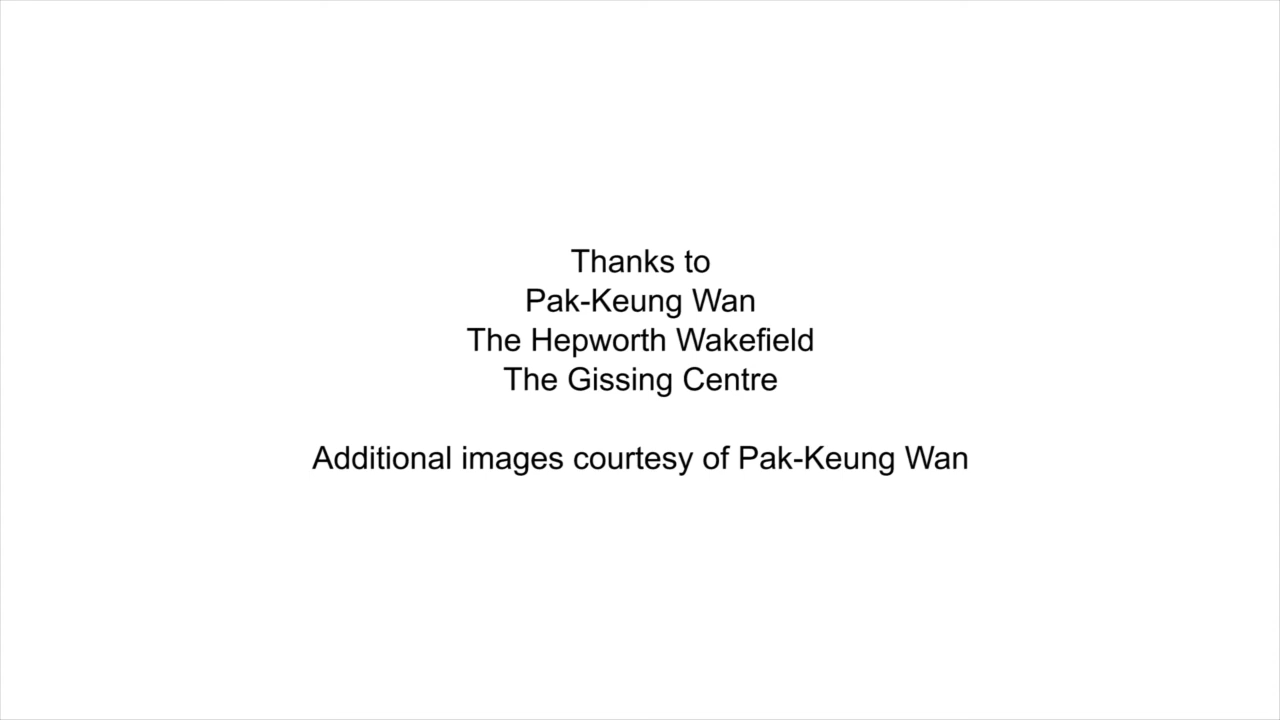 Thanks to
Pak-Keung Wan
The Hepworth Wakefield
The Gissing Centre
Additional images courtesy of Pak-Keung Wan